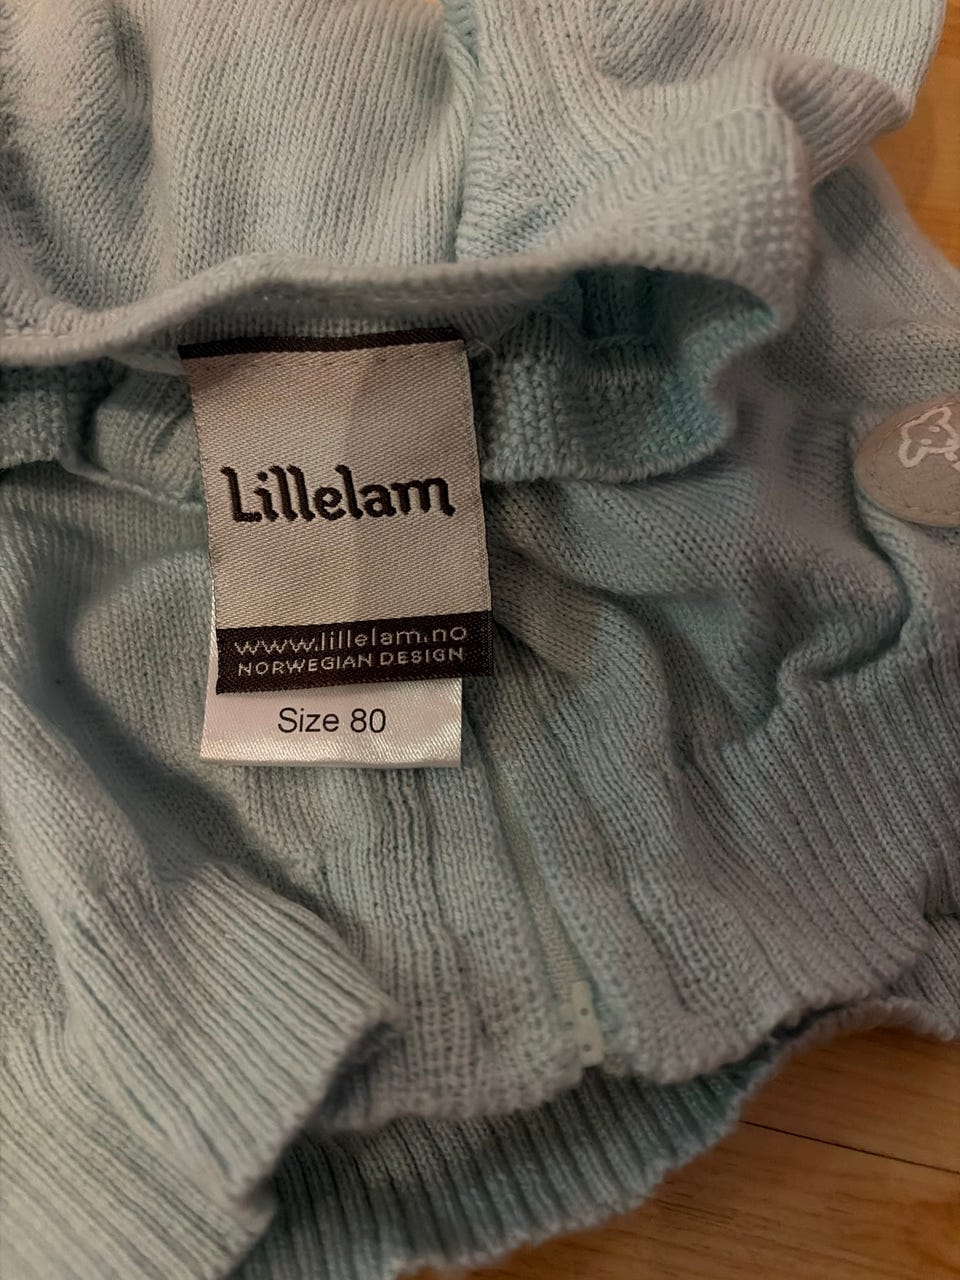 Lillelam
www.lillelam.no
NORWEGIAN DESIGN
Size 80